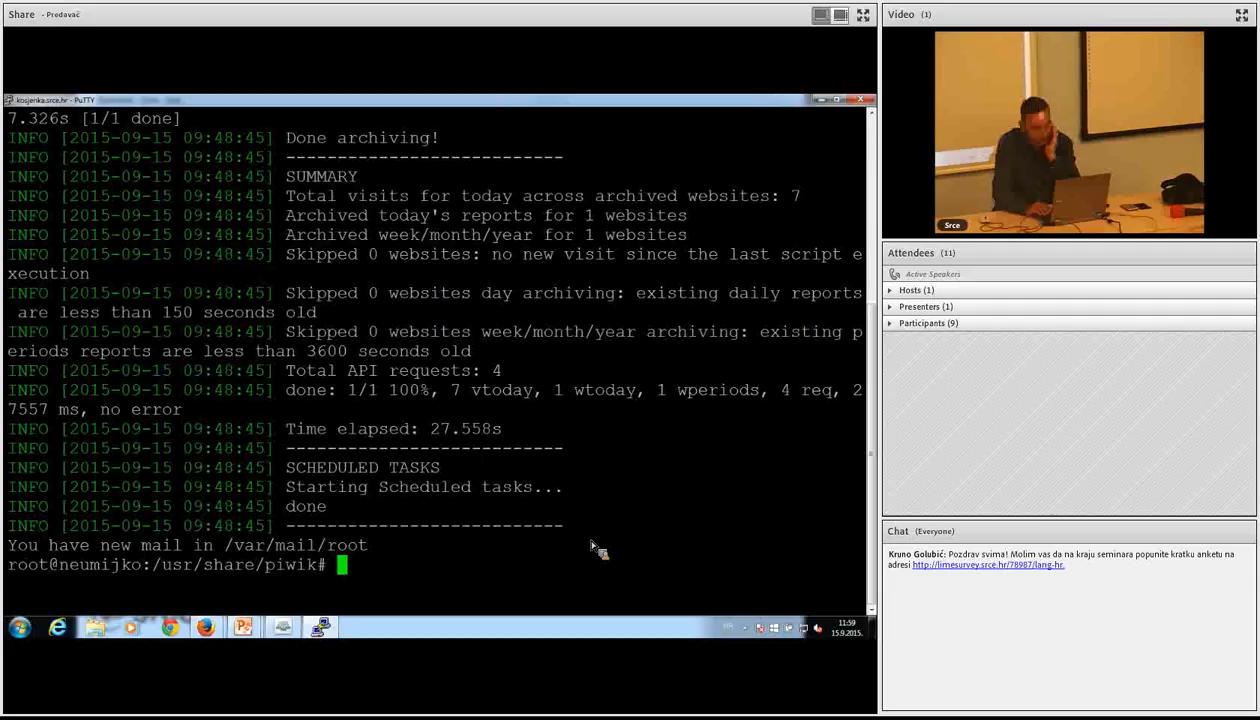 Share - Predavač
kosjenka.srce.hr - PuTTY
7.326s [1/1 done]
INFO [2015-09-15 09:48:45] Done archiving!
INFO [2015-09-15 09:48:45] ---------------------------
INFO [2015-09-15 09:48:45] SUMMARY
INFO [2015-09-15 09:48:45] Total visits for today across archived websites: 7
INFO [2015-09-15 09:48:45] Archived today's reports for 1 websites
INFO [2015-09-15 09:48:45] Archived week/month/year for 1 websites
INFO [2015-09-15 09:48:45] Skipped 0 websites: no new visit since the last script e
xecution
INFO [2015-09-15 09:48:45] Skipped 0 websites day archiving: existing daily reports
are less than 150 seconds old
INFO [2015-09-15 09:48:45] Skipped 0 websites week/month/year archiving: existing p
eriods reports are less than 3600 seconds old
INFO [2015-09-15 09:48:45] Total API requests: 4
INFO [2015-09-15 09:48:45] done: 1/1 100%, 7 vtoday, 1 wtoday, 1 wperiods, 4 req, 2
7557 ms, no error
INFO [2015-09-15 09:48:45] Time elapsed: 27.558s
INFO [2015-09-15 09:48:45] ---------------------------
INFO [2015-09-15 09:48:45] SCHEDULED TASKS
INFO [2015-09-15 09:48:45] Starting Scheduled tasks...
INFO [2015-09-15 09:48:45] done
INFO [2015-09-15 09:48:45] ---------------------------
You have new mail in /var/mail/root
root@neumijko:/usr/share/piwik#
HR
11:59
15.9.2015.
Video (1)
Srce
Attendees (11)
Active Speakers
Hosts (1)
Presenters (1)
Participants (9)
Chat (Everyone)
Kruno Golubić: Pozdrav svima! Molim vas da na kraju seminara popunite kratku anketu na
adresi http://limesurvey.srce.hr/78987/lang-hr.